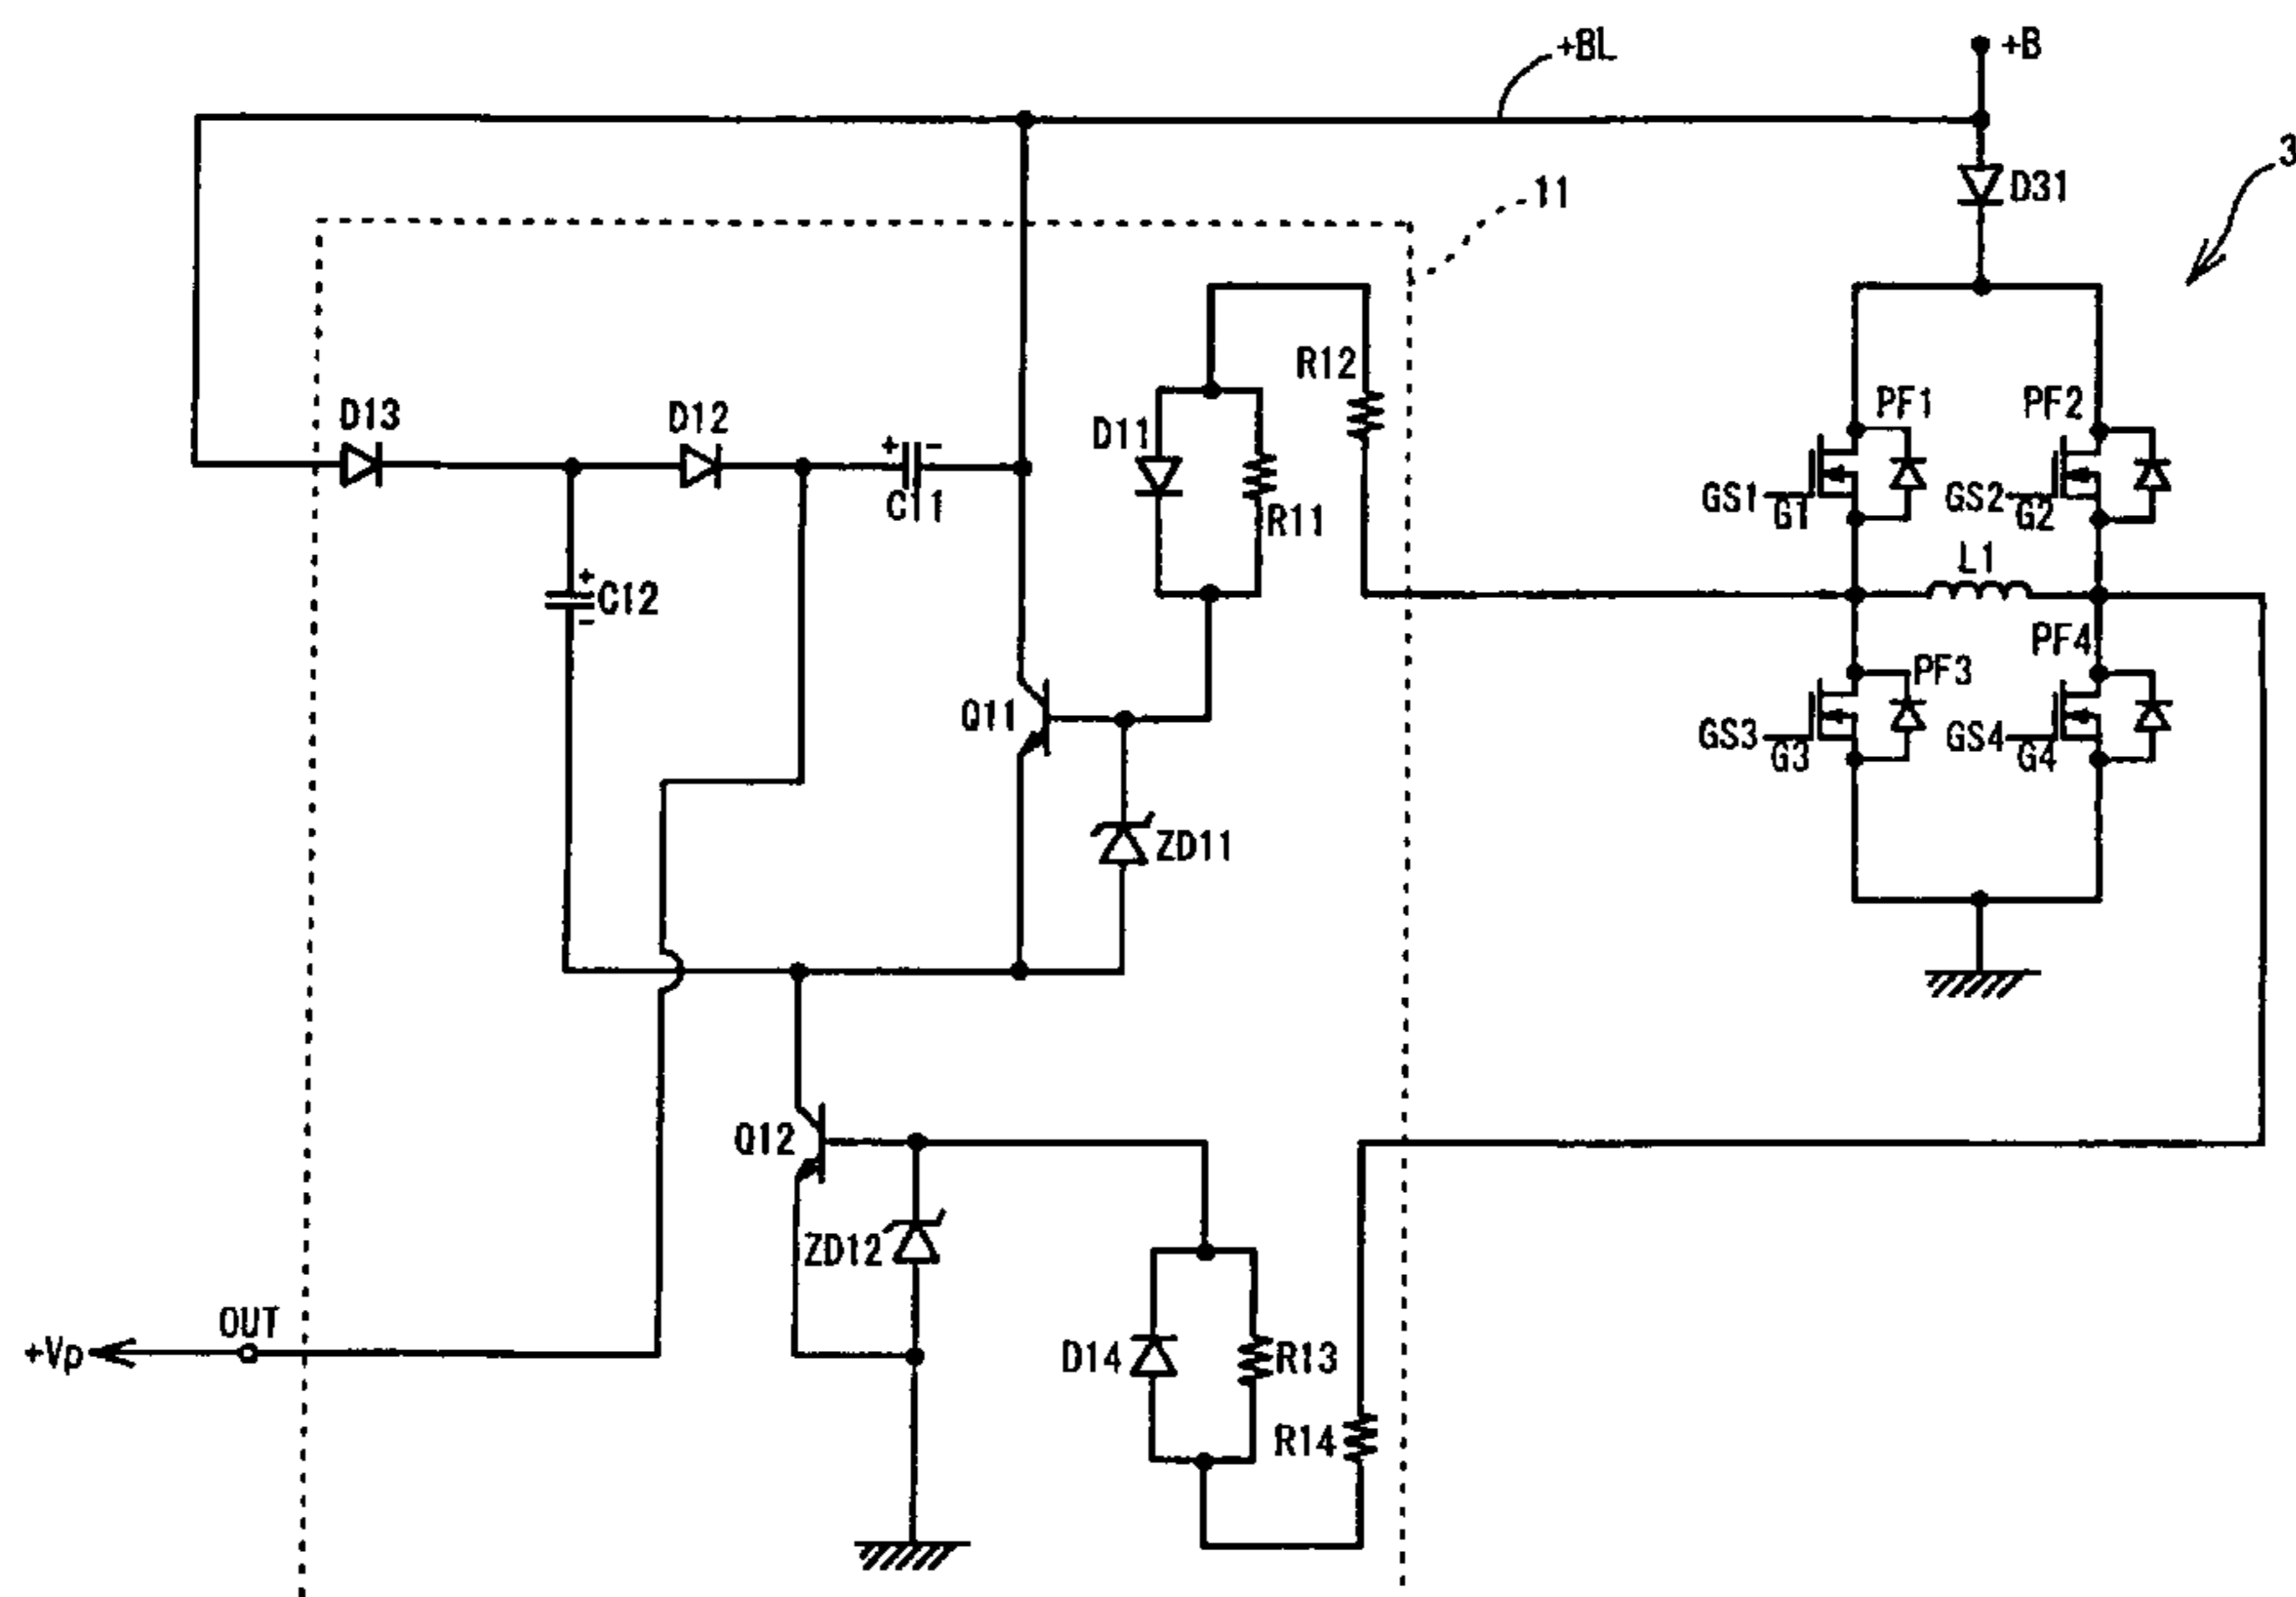 +BL
+B
3
D31
11
R12
D13
D12
D11
PF1
PF2
+ -
C11
R11
GS1
G1
GS2
G2
L1
+
C12
-
PF4
PF3
Q11
GS3
G3
GS4
G4
ZD11
Q12
ZD12
OUT
+Vp
D14
R13
R14